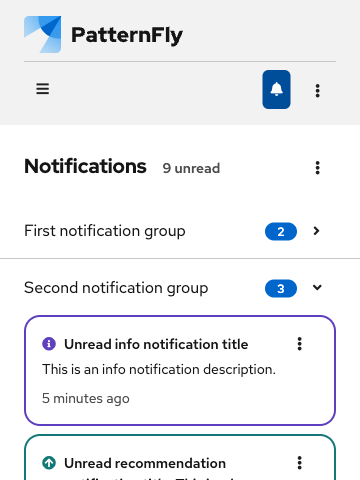 PatternFly
Notifications 9 unread
First notification group 2
Second notification group 3
Unread info notification title
This is an info notification description.
5 minutes ago
Unread recommendation